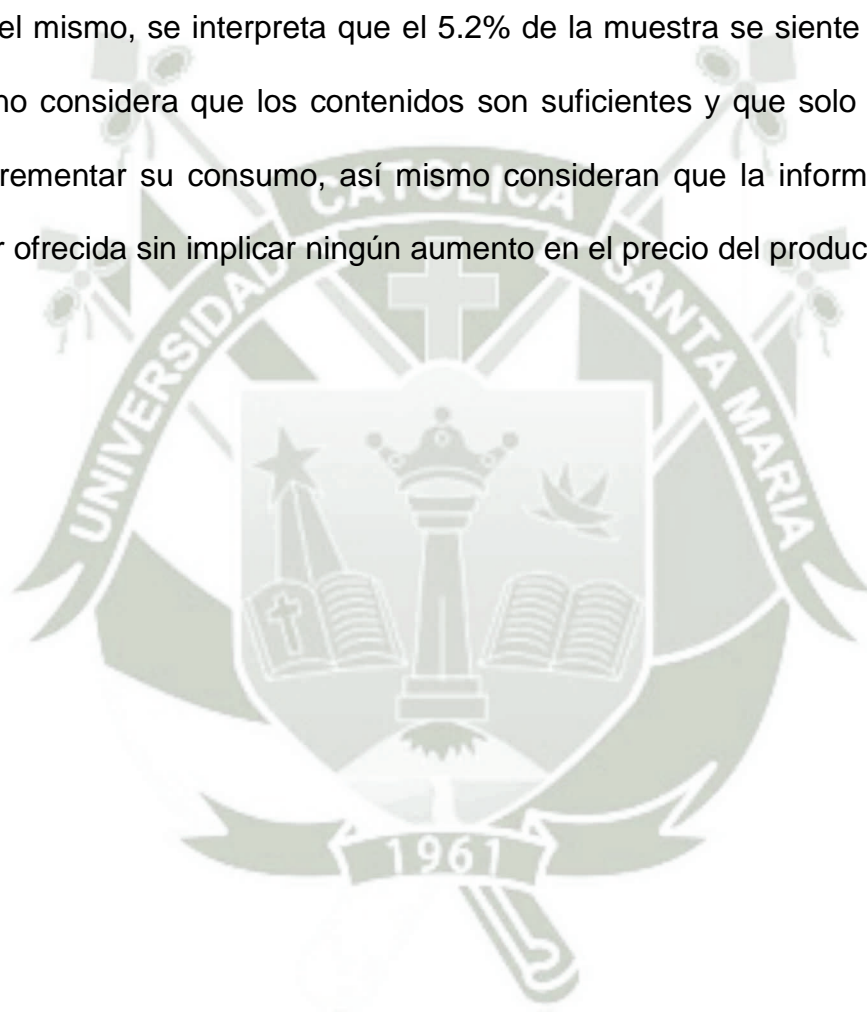 el mismo, se interpreta que el 5.2% de la muestra se siente
no considera que los contenidos son suficientes y que solo
rementar su consumo, así mismo consideran que la inform
r ofrecida sin implicar ningún aumento en el precio del produc
UNIVERSIDAD CATOLICA SANTA MARIA
1961